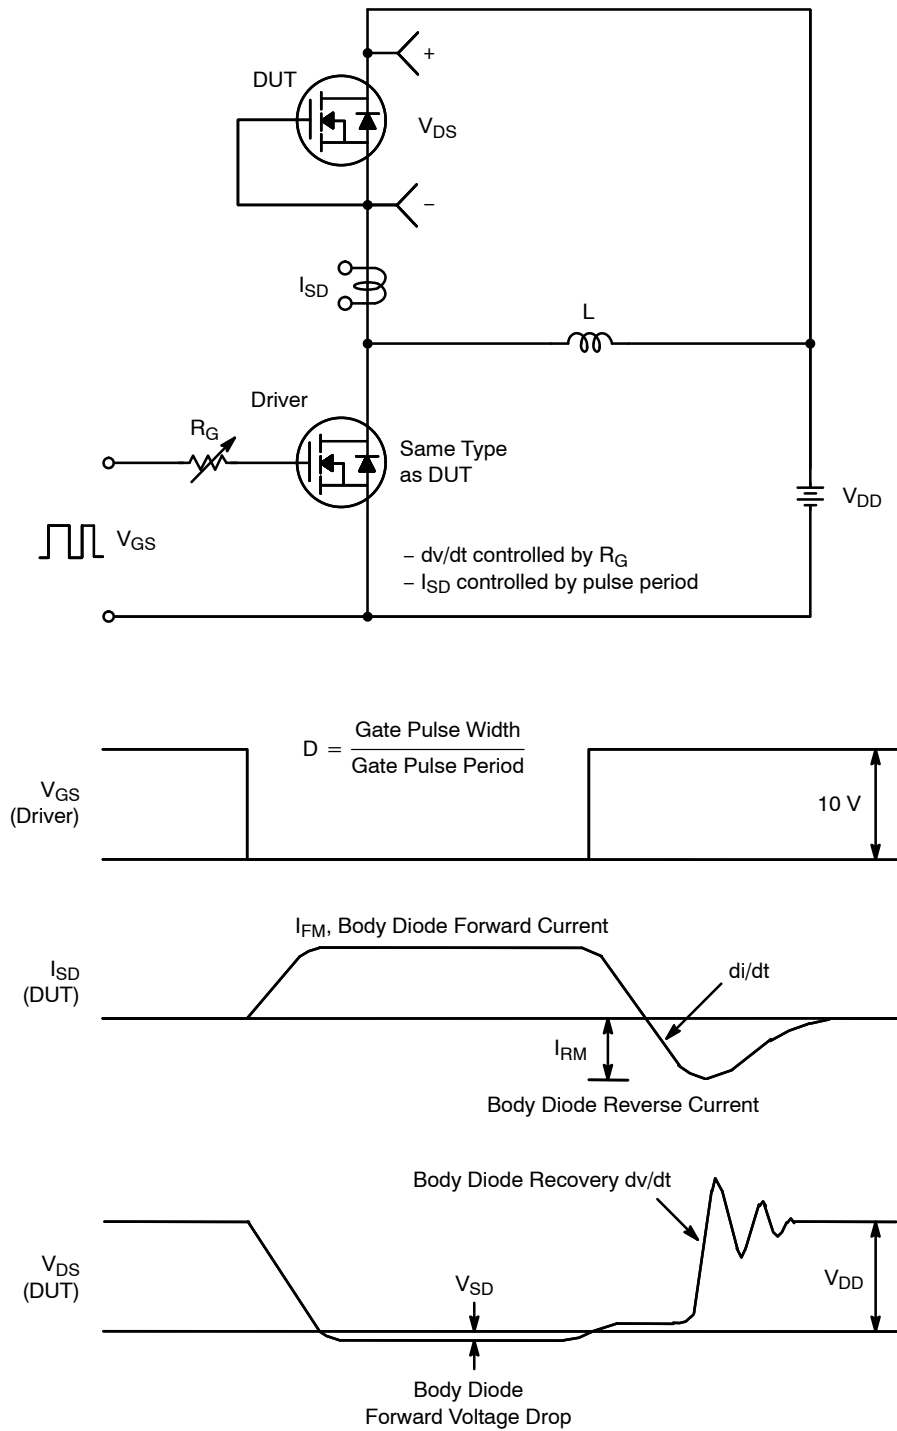 DUT
+
V_DS
−
I_SD
L
Driver
R_G
Same Type
as DUT
V_GS
V_DD
− dv/dt controlled by R_G
− I_SD controlled by pulse period
D = Gate Pulse Width
Gate Pulse Period
V_GS
(Driver)
10 V
I_FM, Body Diode Forward Current
I_SD
(DUT)
di/dt
I_RM
Body Diode Reverse Current
Body Diode Recovery dv/dt
V_DS
(DUT)
V_SD
V_DD
Body Diode
Forward Voltage Drop